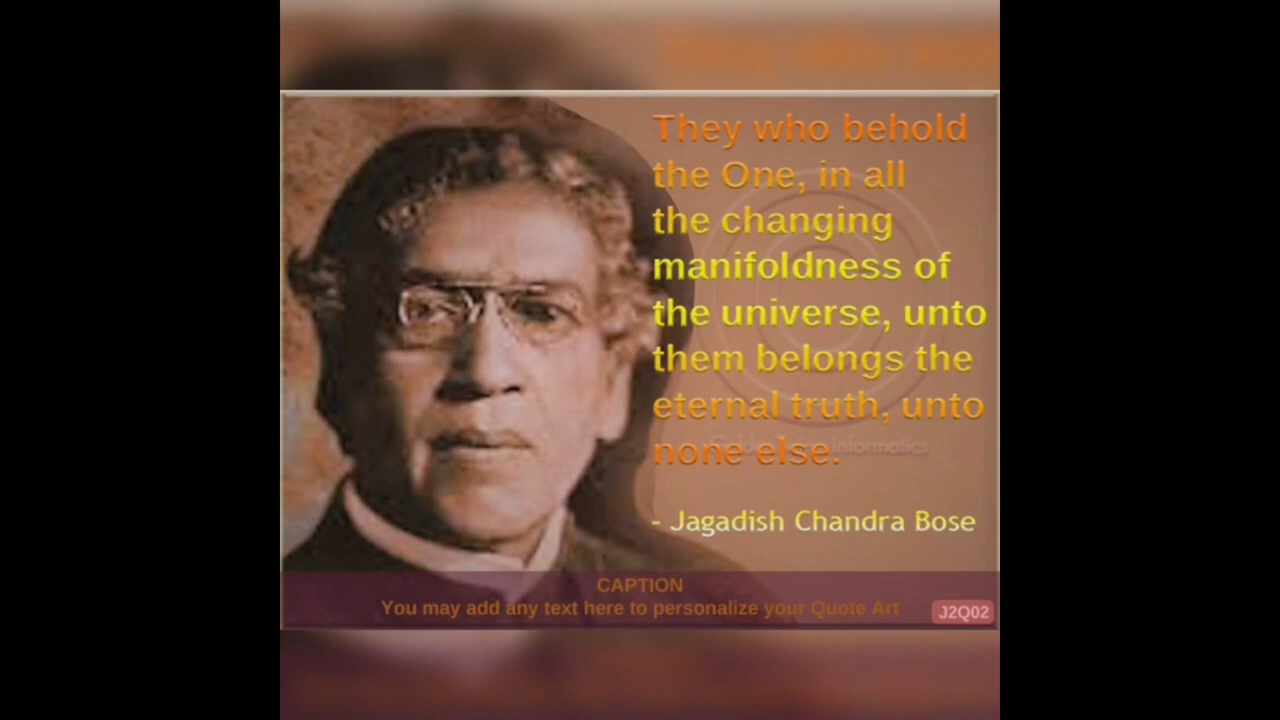 They who behold
the One, in all
the changing
manifoldness of
the universe, unto
them belongs the
eternal truth, unto
none else.
Informatics
- Jagadish Chandra Bose
CAPTION
You may add any text here to personalize your Quote Art
J2Q02